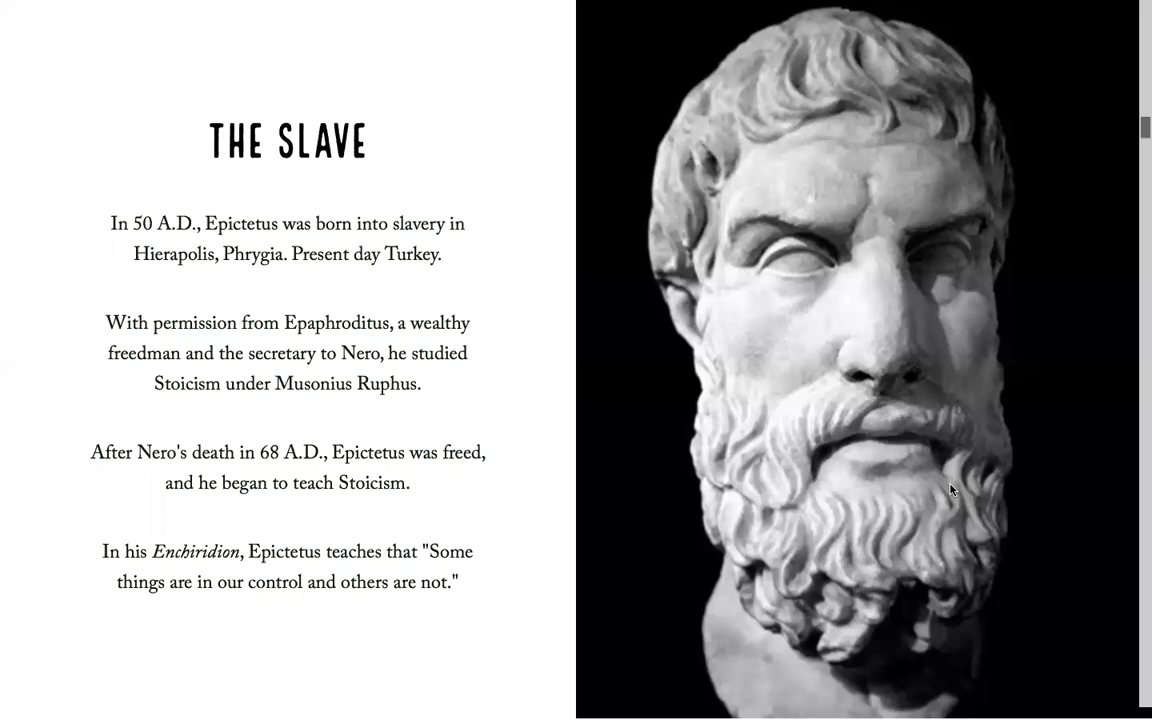 THE SLAVE
In 50 A.D., Epictetus was born into slavery in
Hierapolis, Phrygia. Present day Turkey.
With permission from Epaphroditus, a wealthy
freedman and the secretary to Nero, he studied
Stoicism under Musonius Ruphus.
After Nero's death in 68 A.D., Epictetus was freed,
and he began to teach Stoicism.
In his Enchiridion, Epictetus teaches that "Some
things are in our control and others are not."